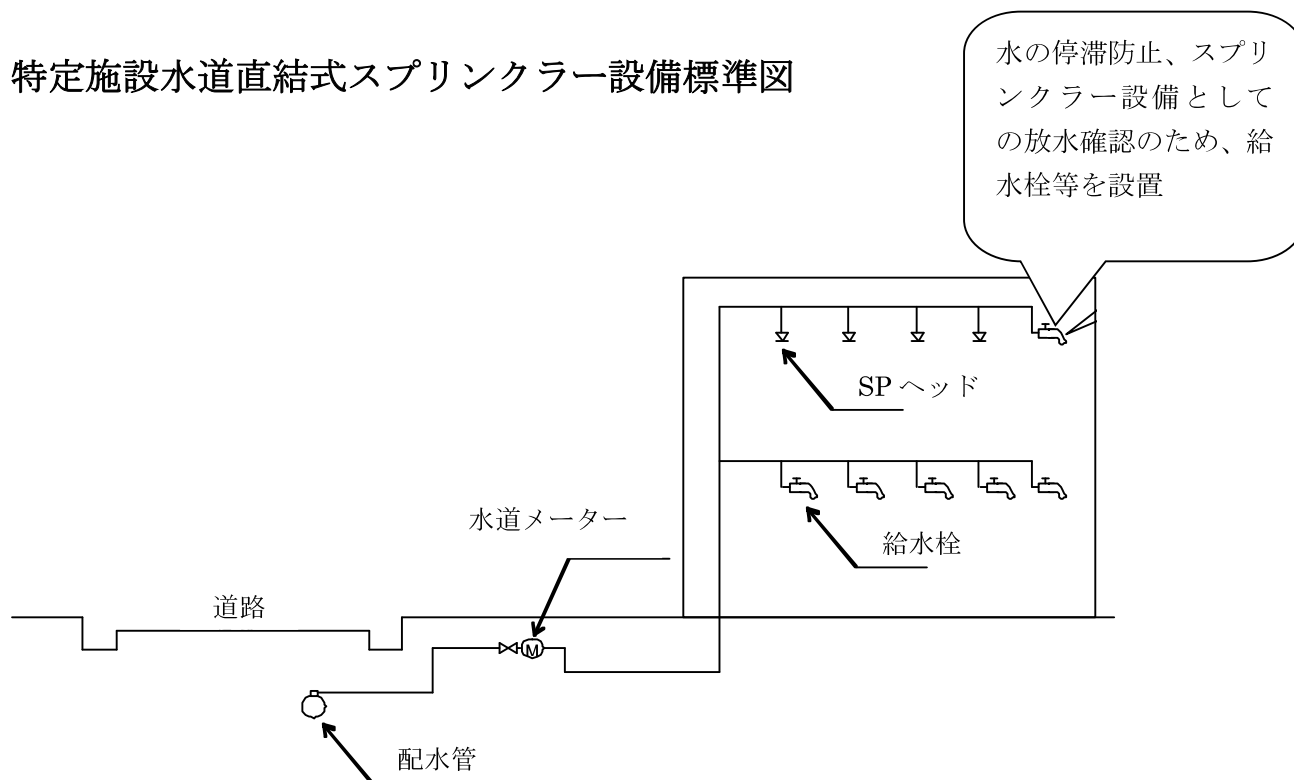 特定施設水道直結式スプリンクラー設備標準図
水の停滞防止、スプリ
ンクラー設備として
の放水確認のため、給
水栓等を設置
SP ヘッド
水道メーター
給水栓
道路
M
配水管